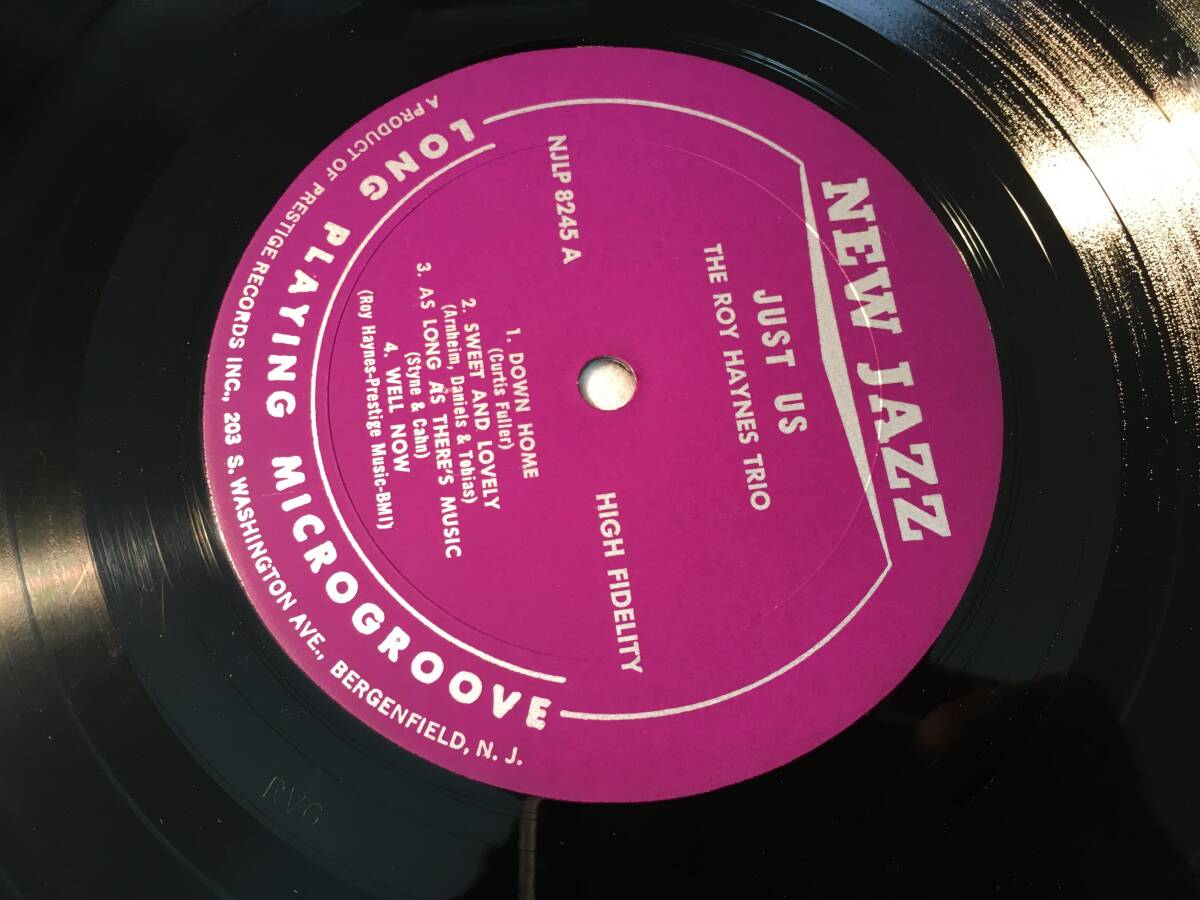 NEW JAZZ
JUST US
THE ROY HAYNES TRIO
NJLP 8245 A
HIGH FIDELITY
1. DOWN HOME
(Curtis Fuller)
2. SWEET AND LOVELY
(Arnheim, Daniels & Tobias)
3. AS LONG AS THERE'S MUSIC
(Styne & Cahn)
4. WELL NOW
(Roy Haynes-Prestige Music-BMI)
LONG PLAYING MICROGROOVE
A PRODUCT OF PRESTIGE RECORDS INC., 203 S. WASHINGTON AVE., BERGENFIELD, N. J.
RVG